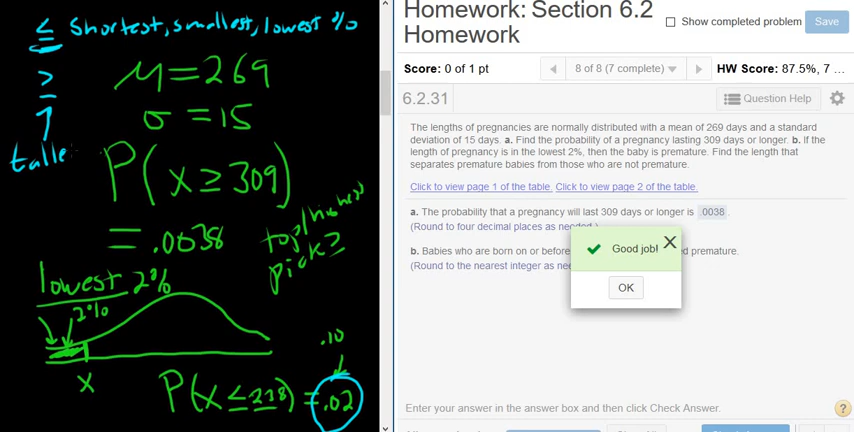 ≤ shortest, smallest, lowest %
≥
talle
μ = 269
σ = 15
P(x ≥ 309)
= .0038
top/highest
pick ≥
lowest 2%
2%
x
.10
P(x ≤ 238) = .02
Homework: Section 6.2
Homework
Show completed problem
Save
Score: 0 of 1 pt
8 of 8 (7 complete)
HW Score: 87.5%, 7 ...
6.2.31
Question Help
The lengths of pregnancies are normally distributed with a mean of 269 days and a standard
deviation of 15 days. a. Find the probability of a pregnancy lasting 309 days or longer. b. If the
length of pregnancy is in the lowest 2%, then the baby is premature. Find the length that
separates premature babies from those who are not premature.
Click to view page 1 of the table. Click to view page 2 of the table.
a. The probability that a pregnancy will last 309 days or longer is .0038.
(Round to four decimal places as needed.)
b. Babies who are born on or before
d premature.
(Round to the nearest integer as nee
Good job!
OK
Enter your answer in the answer box and then click Check Answer.
?